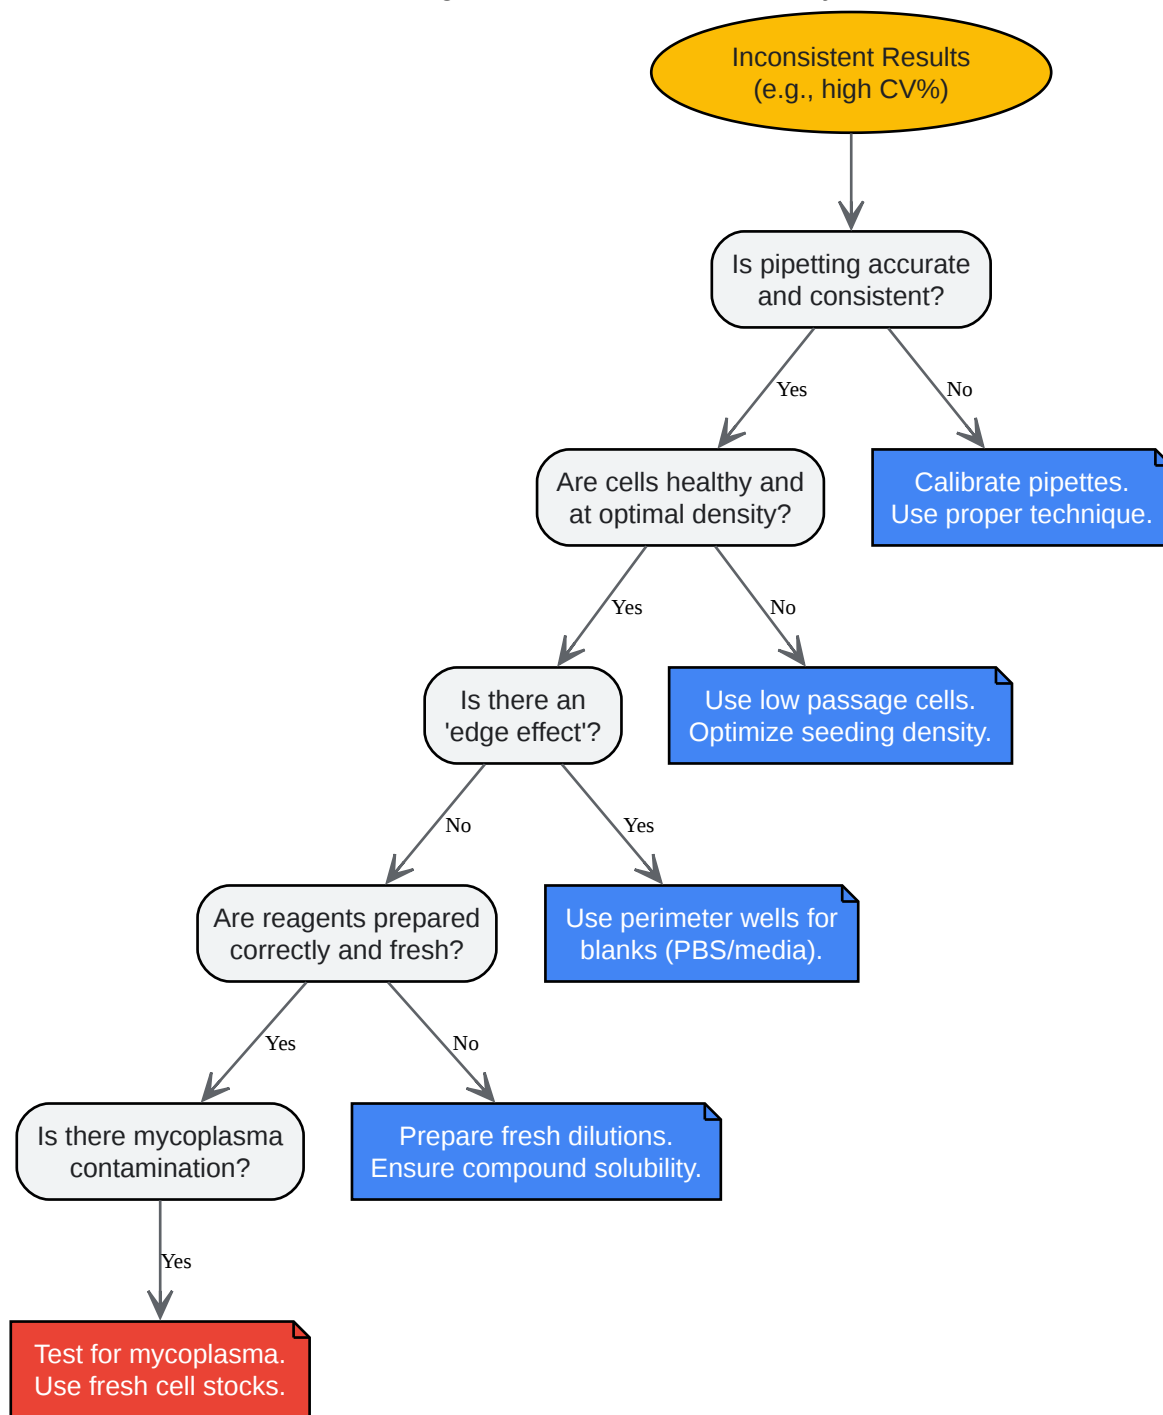 Inconsistent Results
(e.g., high CV%)
Is pipetting accurate
and consistent?
Yes
No
Are cells healthy and
at optimal density?
Calibrate pipettes.
Use proper technique.
Yes
No
Is there an
'edge effect'?
Use low passage cells.
Optimize seeding density.
No
Yes
Are reagents prepared
correctly and fresh?
Use perimeter wells for
blanks (PBS/media).
Yes
No
Is there mycoplasma
contamination?
Prepare fresh dilutions.
Ensure compound solubility.
Yes
Test for mycoplasma.
Use fresh cell stocks.